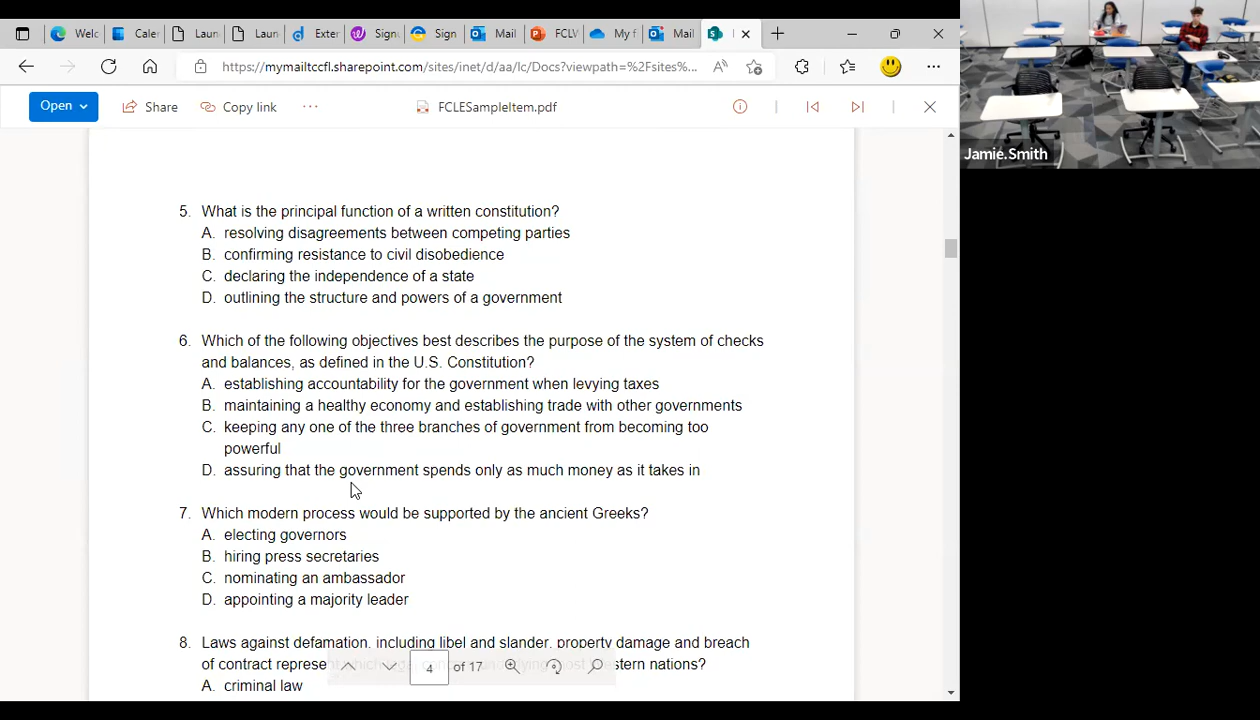 Welc
Caler
Laun
Laun
Exter
Signi
Sign
Mail
FCLV
My f
Mail
https://mymailtccfl.sharepoint.com/sites/inet/d/aa/lc/Docs?viewpath=%2Fsites%...
Open
Share
Copy link
FCLESampleItem.pdf
Jamie.Smith
5. What is the principal function of a written constitution?
A. resolving disagreements between competing parties
B. confirming resistance to civil disobedience
C. declaring the independence of a state
D. outlining the structure and powers of a government
6. Which of the following objectives best describes the purpose of the system of checks
and balances, as defined in the U.S. Constitution?
A. establishing accountability for the government when levying taxes
B. maintaining a healthy economy and establishing trade with other governments
C. keeping any one of the three branches of government from becoming too
powerful
D. assuring that the government spends only as much money as it takes in
7. Which modern process would be supported by the ancient Greeks?
A. electing governors
B. hiring press secretaries
C. nominating an ambassador
D. appointing a majority leader
8. Laws against defamation, including libel and slander, property damage and breach
of contract represent stern nations?
4 of 17
A. criminal law